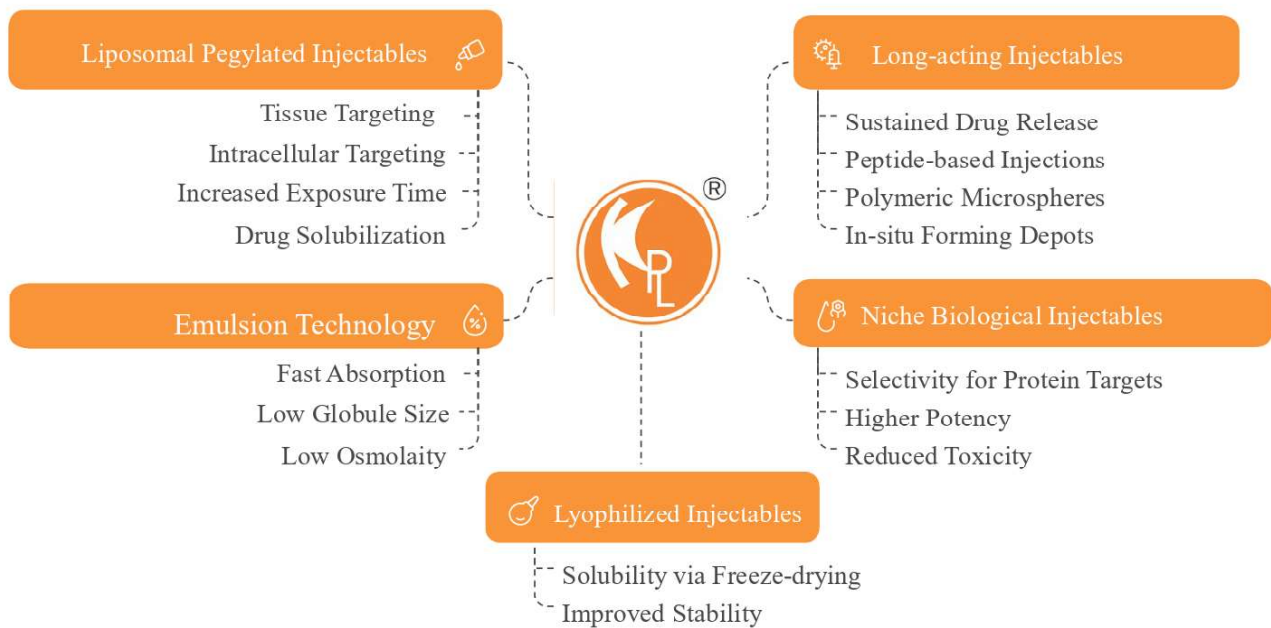 Liposomal Pegylated Injectables
Tissue Targeting
Intracellular Targeting
Increased Exposure Time
Drug Solubilization
Emulsion Technology
%
Fast Absorption
Low Globule Size
Low Osmolaity
KPL
®
Long-acting Injectables
Sustained Drug Release
Peptide-based Injections
Polymeric Microspheres
In-situ Forming Depots
Niche Biological Injectables
Selectivity for Protein Targets
Higher Potency
Reduced Toxicity
Lyophilized Injectables
Solubility via Freeze-drying
Improved Stability